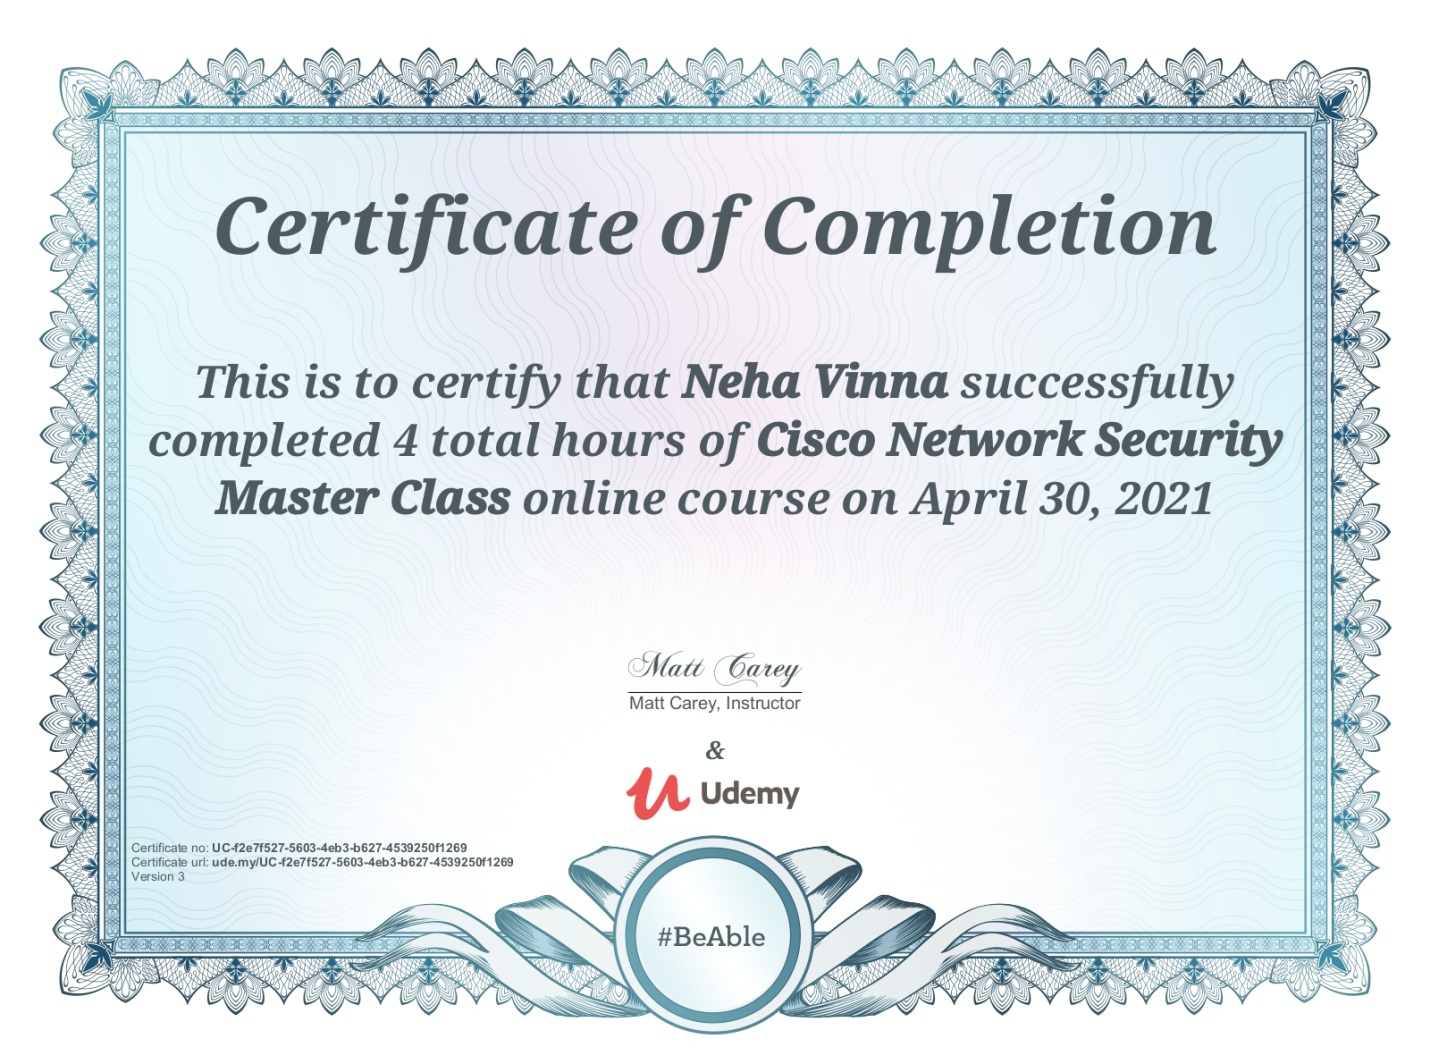 Certificate of Completion
This is to certify that Neha Vinna successfully
completed 4 total hours of Cisco Network Security
Master Class online course on April 30, 2021
Matt Carey
Matt Carey, Instructor
&
Udemy
Certificate no: UC-f2e7f527-5603-4eb3-b627-4539250f1269
Certificate url: ude.my/UC-f2e7f527-5603-4eb3-b627-4539250f1269
Version 3
#BeAble